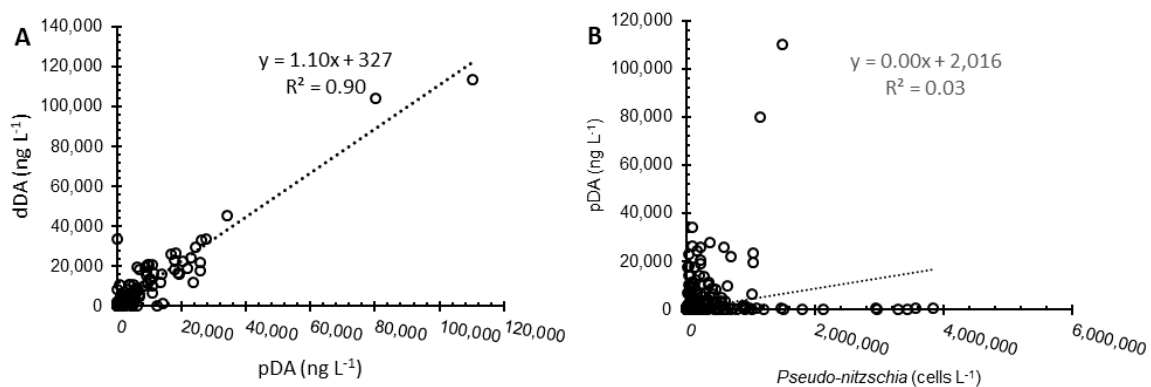 A
140,000
120,000
100,000
80,000
60,000
40,000
20,000
0
dDA (ng L⁻¹)
y = 1.10x + 327
R² = 0.90
0
20,000
40,000
60,000
80,000
100,000
120,000
pDA (ng L⁻¹)
B
120,000
100,000
80,000
60,000
40,000
20,000
0
pDA (ng L⁻¹)
y = 0.00x + 2,016
R² = 0.03
0
2,000,000
4,000,000
6,000,000
Pseudo-nitzschia (cells L⁻¹)